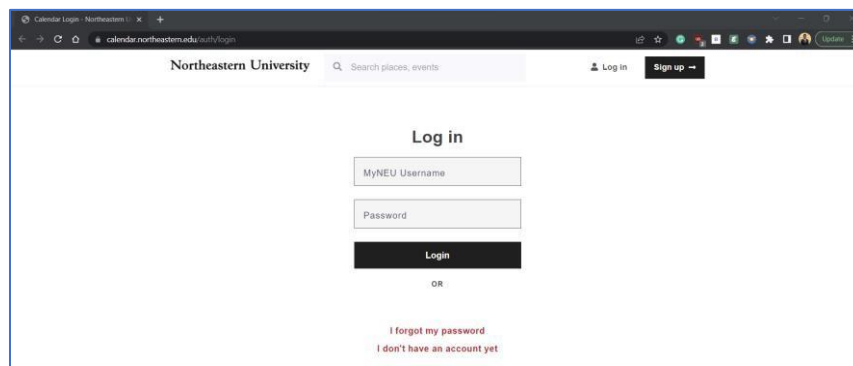 Calendar Login - Northeastern U
calendar.northeastern.edu/auth/login
Update
Northeastern University
Search places, events
Log in
Sign up →
Log in
MyNEU Username
Password
Login
OR
I forgot my password
I don't have an account yet